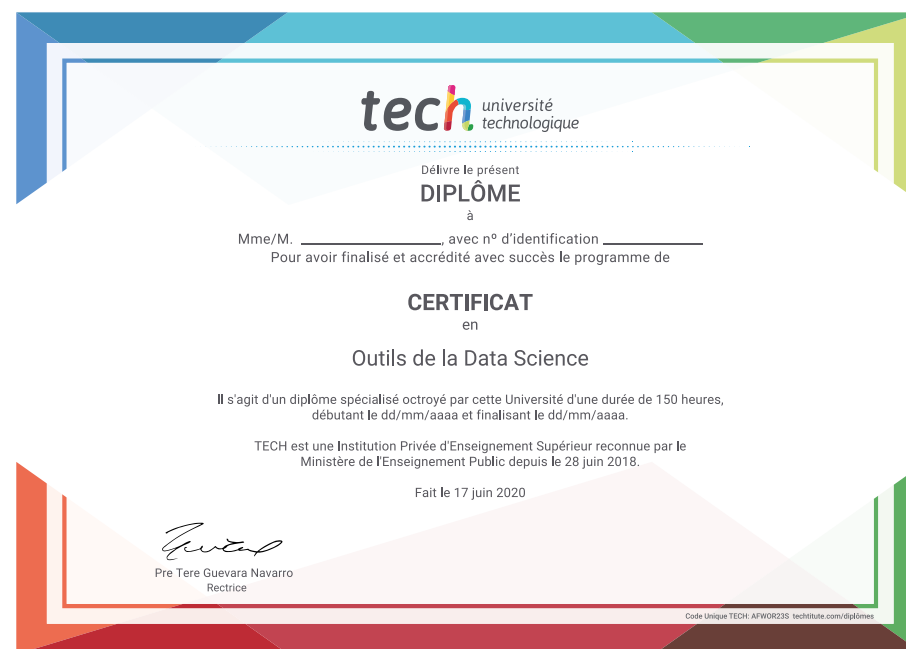 tech université
technologique
Délivre le présent
DIPLÔME
à
Mme/M. ____________________, avec nº d'identification ______________
Pour avoir finalisé et accrédité avec succès le programme de
CERTIFICAT
en
Outils de la Data Science
Il s'agit d'un diplôme spécialisé octroyé par cette Université d'une durée de 150 heures,
débutant le dd/mm/aaaa et finalisant le dd/mm/aaaa.
TECH est une Institution Privée d'Enseignement Supérieur reconnue par le
Ministère de l'Enseignement Public depuis le 28 juin 2018.
Fait le 17 juin 2020
Pre Tere Guevara Navarro
Rectrice
Code Unique TECH: AFWOR23S techtitute.com/diplômes